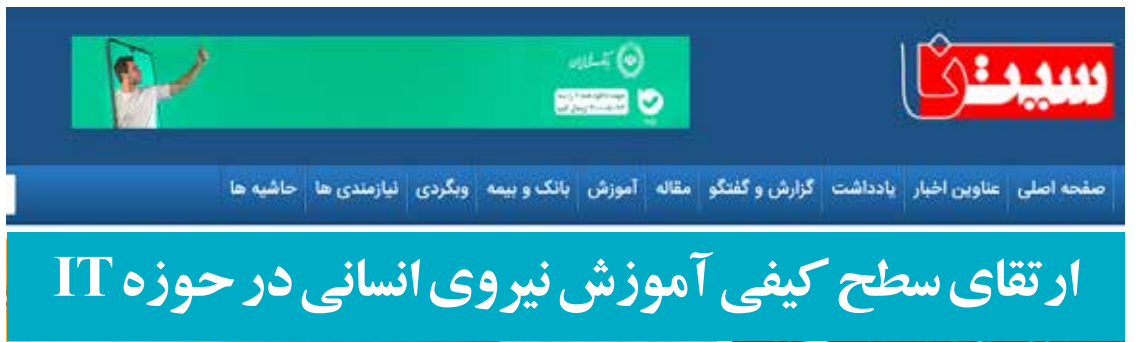 سیتنا
صفحه اصلی عناوین اخبار یادداشت گزارش و گفتگو مقاله آموزش بانک و بیمه وبگردی نیازمندی ها حاشیه ها
ارتقای سطح کیفی آموزش نیروی انسانی در حوزه IT